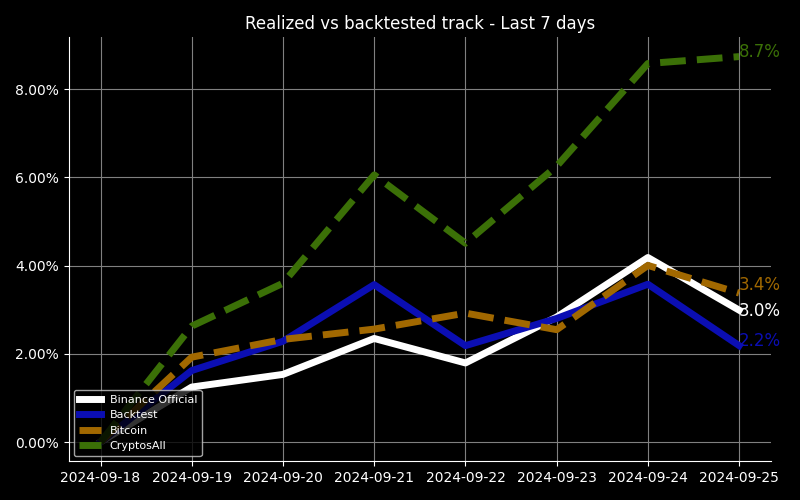 Realized vs backtested track - Last 7 days
8.7%
8.00%
6.00%
4.00%
3.4%
3.0%
2.2%
2.00%
Binance Official
Backtest
Bitcoin
CryptosAll
0.00%
2024-09-18 2024-09-19 2024-09-20 2024-09-21 2024-09-22 2024-09-23 2024-09-24 2024-09-25